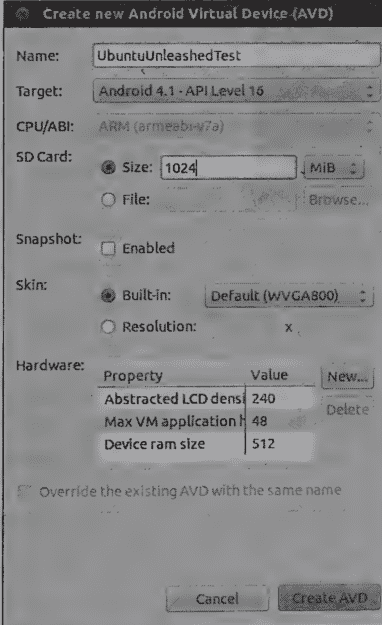 Create new Android Virtual Device (AVD)
Name: UbuntuUnleashedTest
Target: Android 4.1 - API Level 16
CPU/ABI: ARM (armeabi-v7a)
SD Card: Size: 1024 MiB
File: Browse...
Snapshot: Enabled
Skin: Built-in: Default (WVGA800)
Resolution: x
Hardware:
Property Value New...
Abstracted LCD densi 240
Delete
Max VM application h 48
Device ram size 512
Override the existing AVD with the same name
Cancel Create AVD